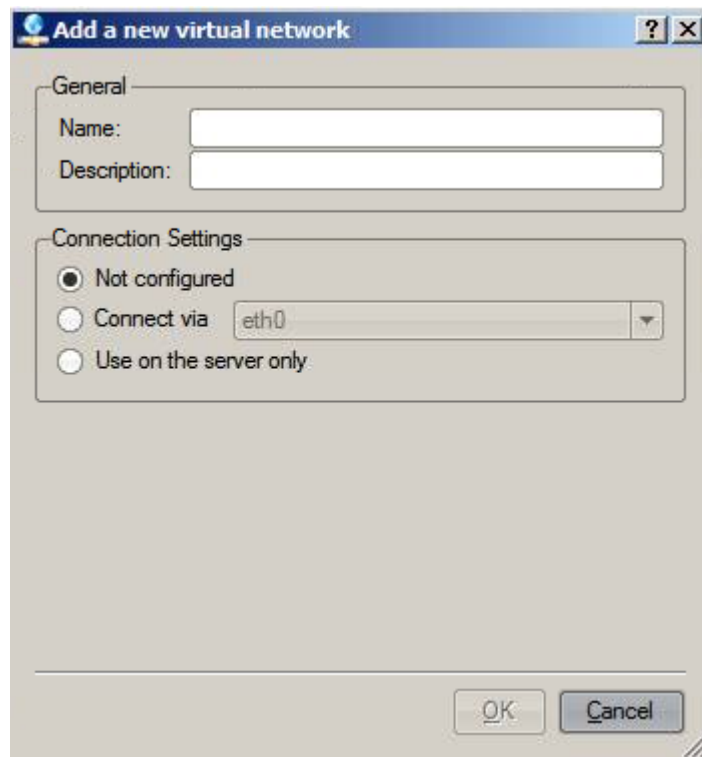 Add a new virtual network
General
Name:
Description:
Connection Settings
Not configured
Connect via eth0
Use on the server only
OK Cancel